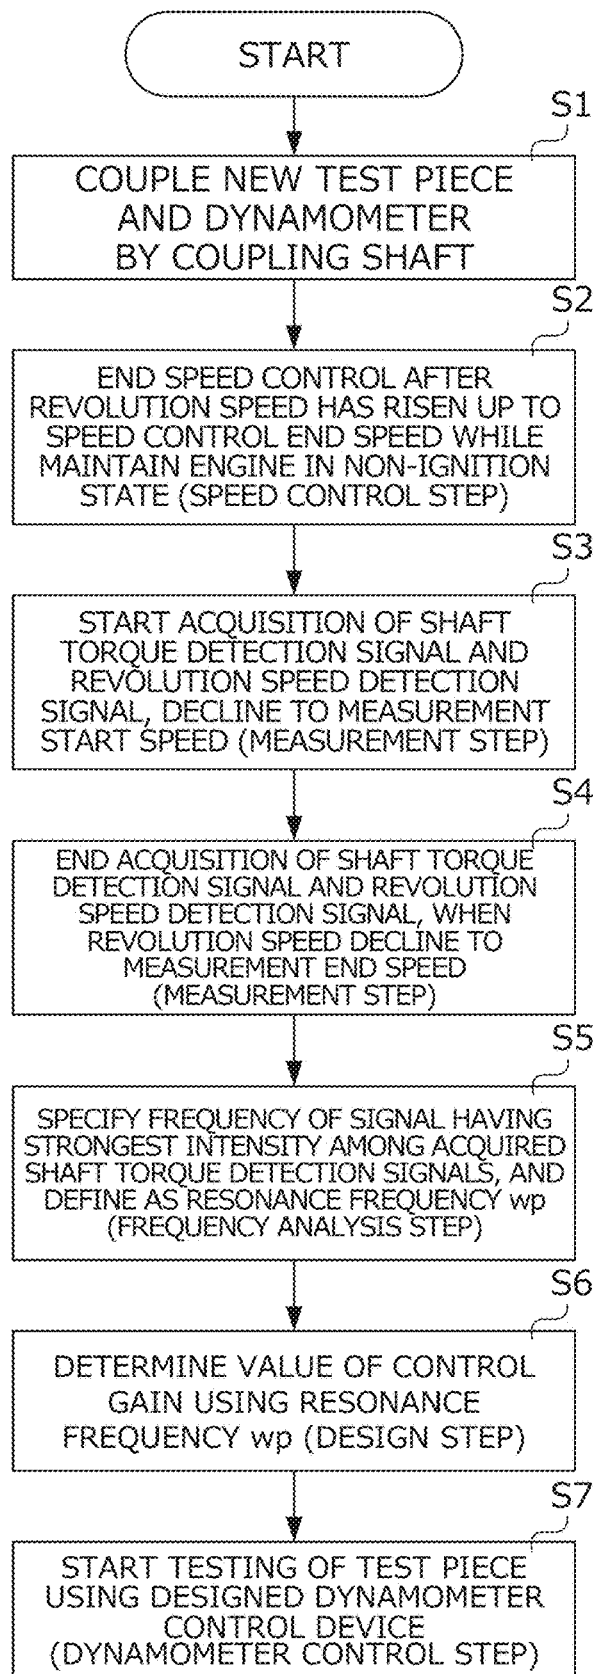 START
S1
COUPLE NEW TEST PIECE
AND DYNAMOMETER
BY COUPLING SHAFT
S2
END SPEED CONTROL AFTER
REVOLUTION SPEED HAS RISEN UP TO
SPEED CONTROL END SPEED WHILE
MAINTAIN ENGINE IN NON-IGNITION
STATE (SPEED CONTROL STEP)
S3
START ACQUISITION OF SHAFT
TORQUE DETECTION SIGNAL AND
REVOLUTION SPEED DETECTION
SIGNAL, DECLINE TO MEASUREMENT
START SPEED (MEASUREMENT STEP)
S4
END ACQUISITION OF SHAFT TORQUE
DETECTION SIGNAL AND REVOLUTION
SPEED DETECTION SIGNAL, WHEN
REVOLUTION SPEED DECLINE TO
MEASUREMENT END SPEED
(MEASUREMENT STEP)
S5
SPECIFY FREQUENCY OF SIGNAL HAVING
STRONGEST INTENSITY AMONG ACQUIRED
SHAFT TORQUE DETECTION SIGNALS, AND
DEFINE AS RESONANCE FREQUENCY wp
(FREQUENCY ANALYSIS STEP)
S6
DETERMINE VALUE OF CONTROL
GAIN USING RESONANCE
FREQUENCY wp (DESIGN STEP)
S7
START TESTING OF TEST PIECE
USING DESIGNED DYNAMOMETER
CONTROL DEVICE
(DYNAMOMETER CONTROL STEP)